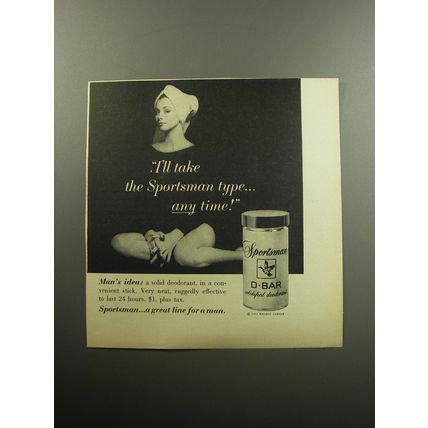 "I'll take
the Sportsman type...
any time!"
Sportsman
D-BAR
solidified deodorant
Man's idea: a solid deodorant, in a con-
venient stick. Very neat, ruggedly effective
to last 24 hours. $1. plus tax.
Sportsman...a great line for a man.